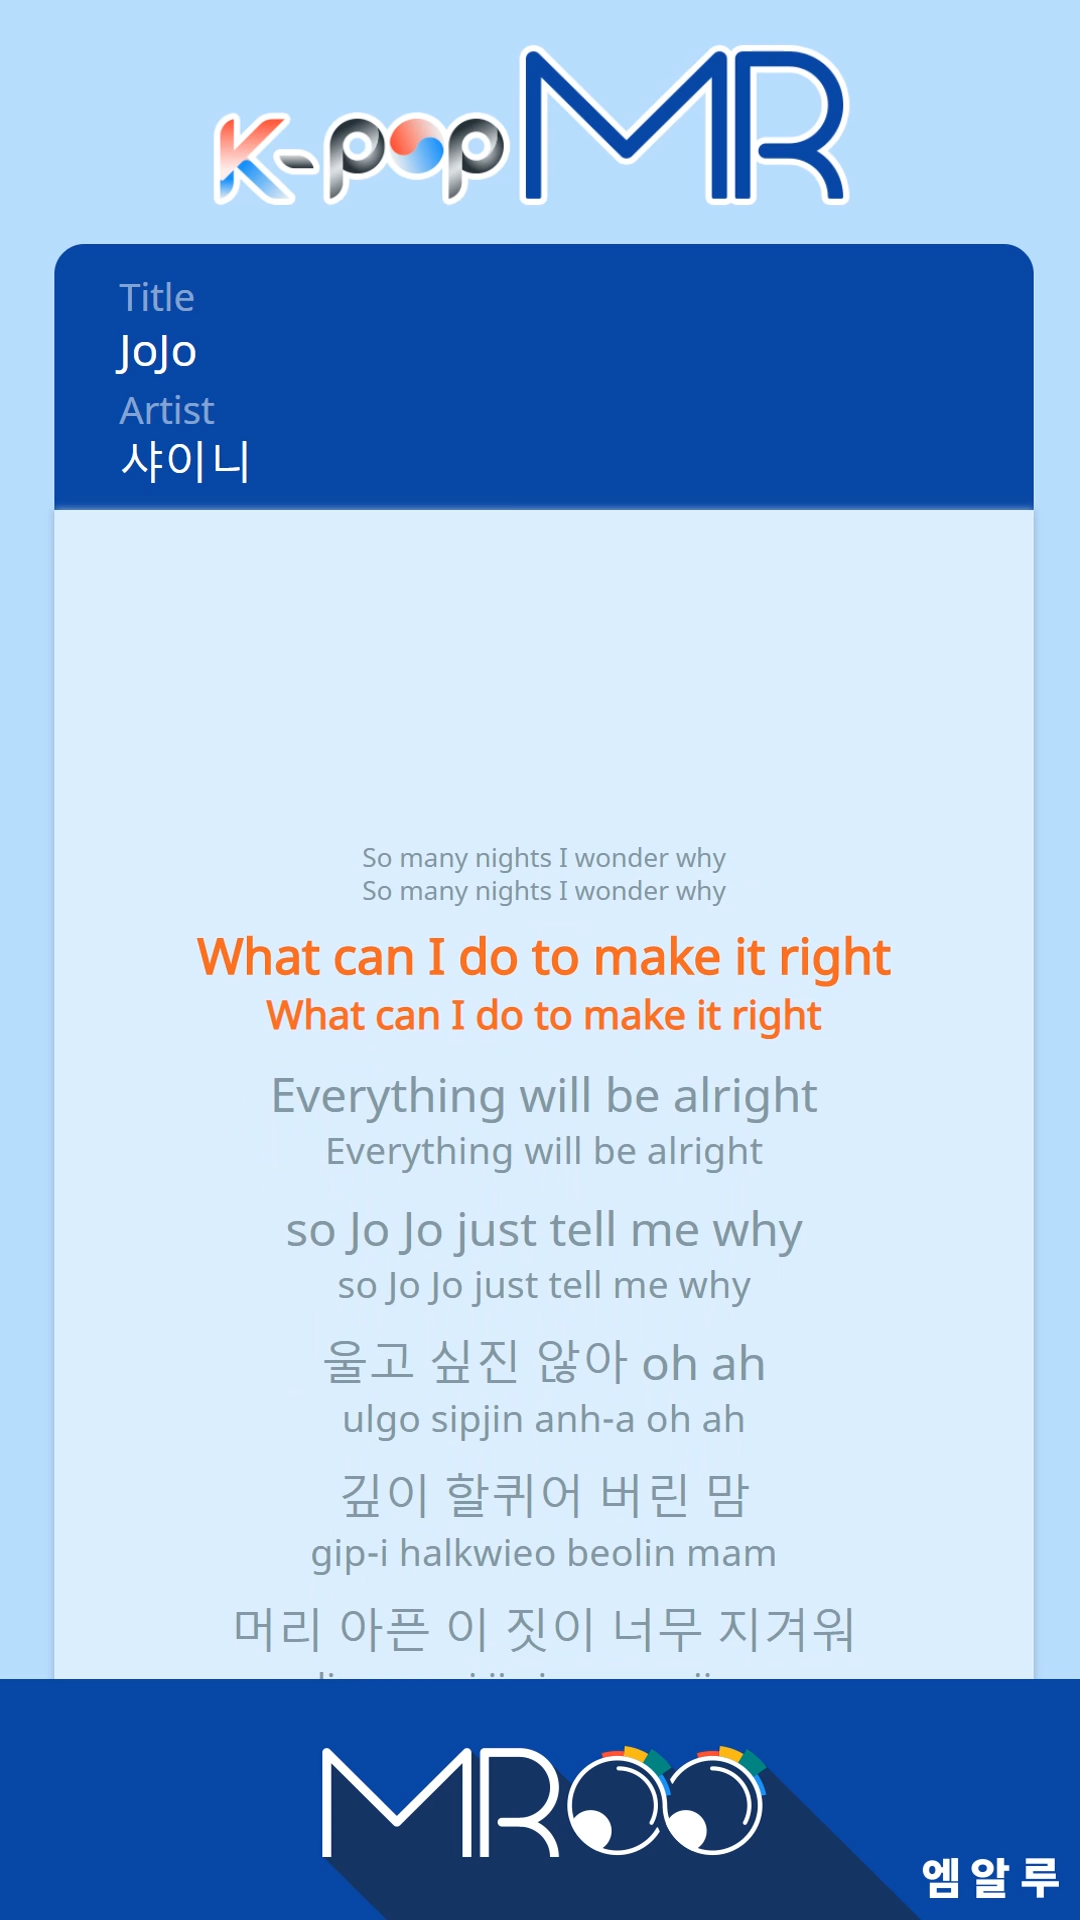 K-pop MR
Title
JoJo
Artist
샤이니
So many nights I wonder why
So many nights I wonder why
What can I do to make it right
What can I do to make it right
Everything will be alright
Everything will be alright
so Jo Jo just tell me why
so Jo Jo just tell me why
울고 싶진 않아 oh ah
ulgo sipjin anh-a oh ah
깊이 할퀴어 버린 맘
gip-i halkwieo beolin mam
머리 아픈 이 짓이 너무 지겨워
MROO
엠알루